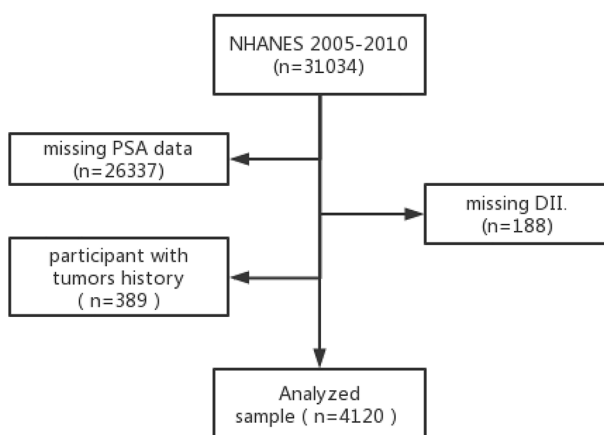 NHANES 2005-2010
(n=31034)
missing PSA data
(n=26337)
missing DII.
(n=188)
participant with
tumors history
( n=389 )
Analyzed
sample ( n=4120 )